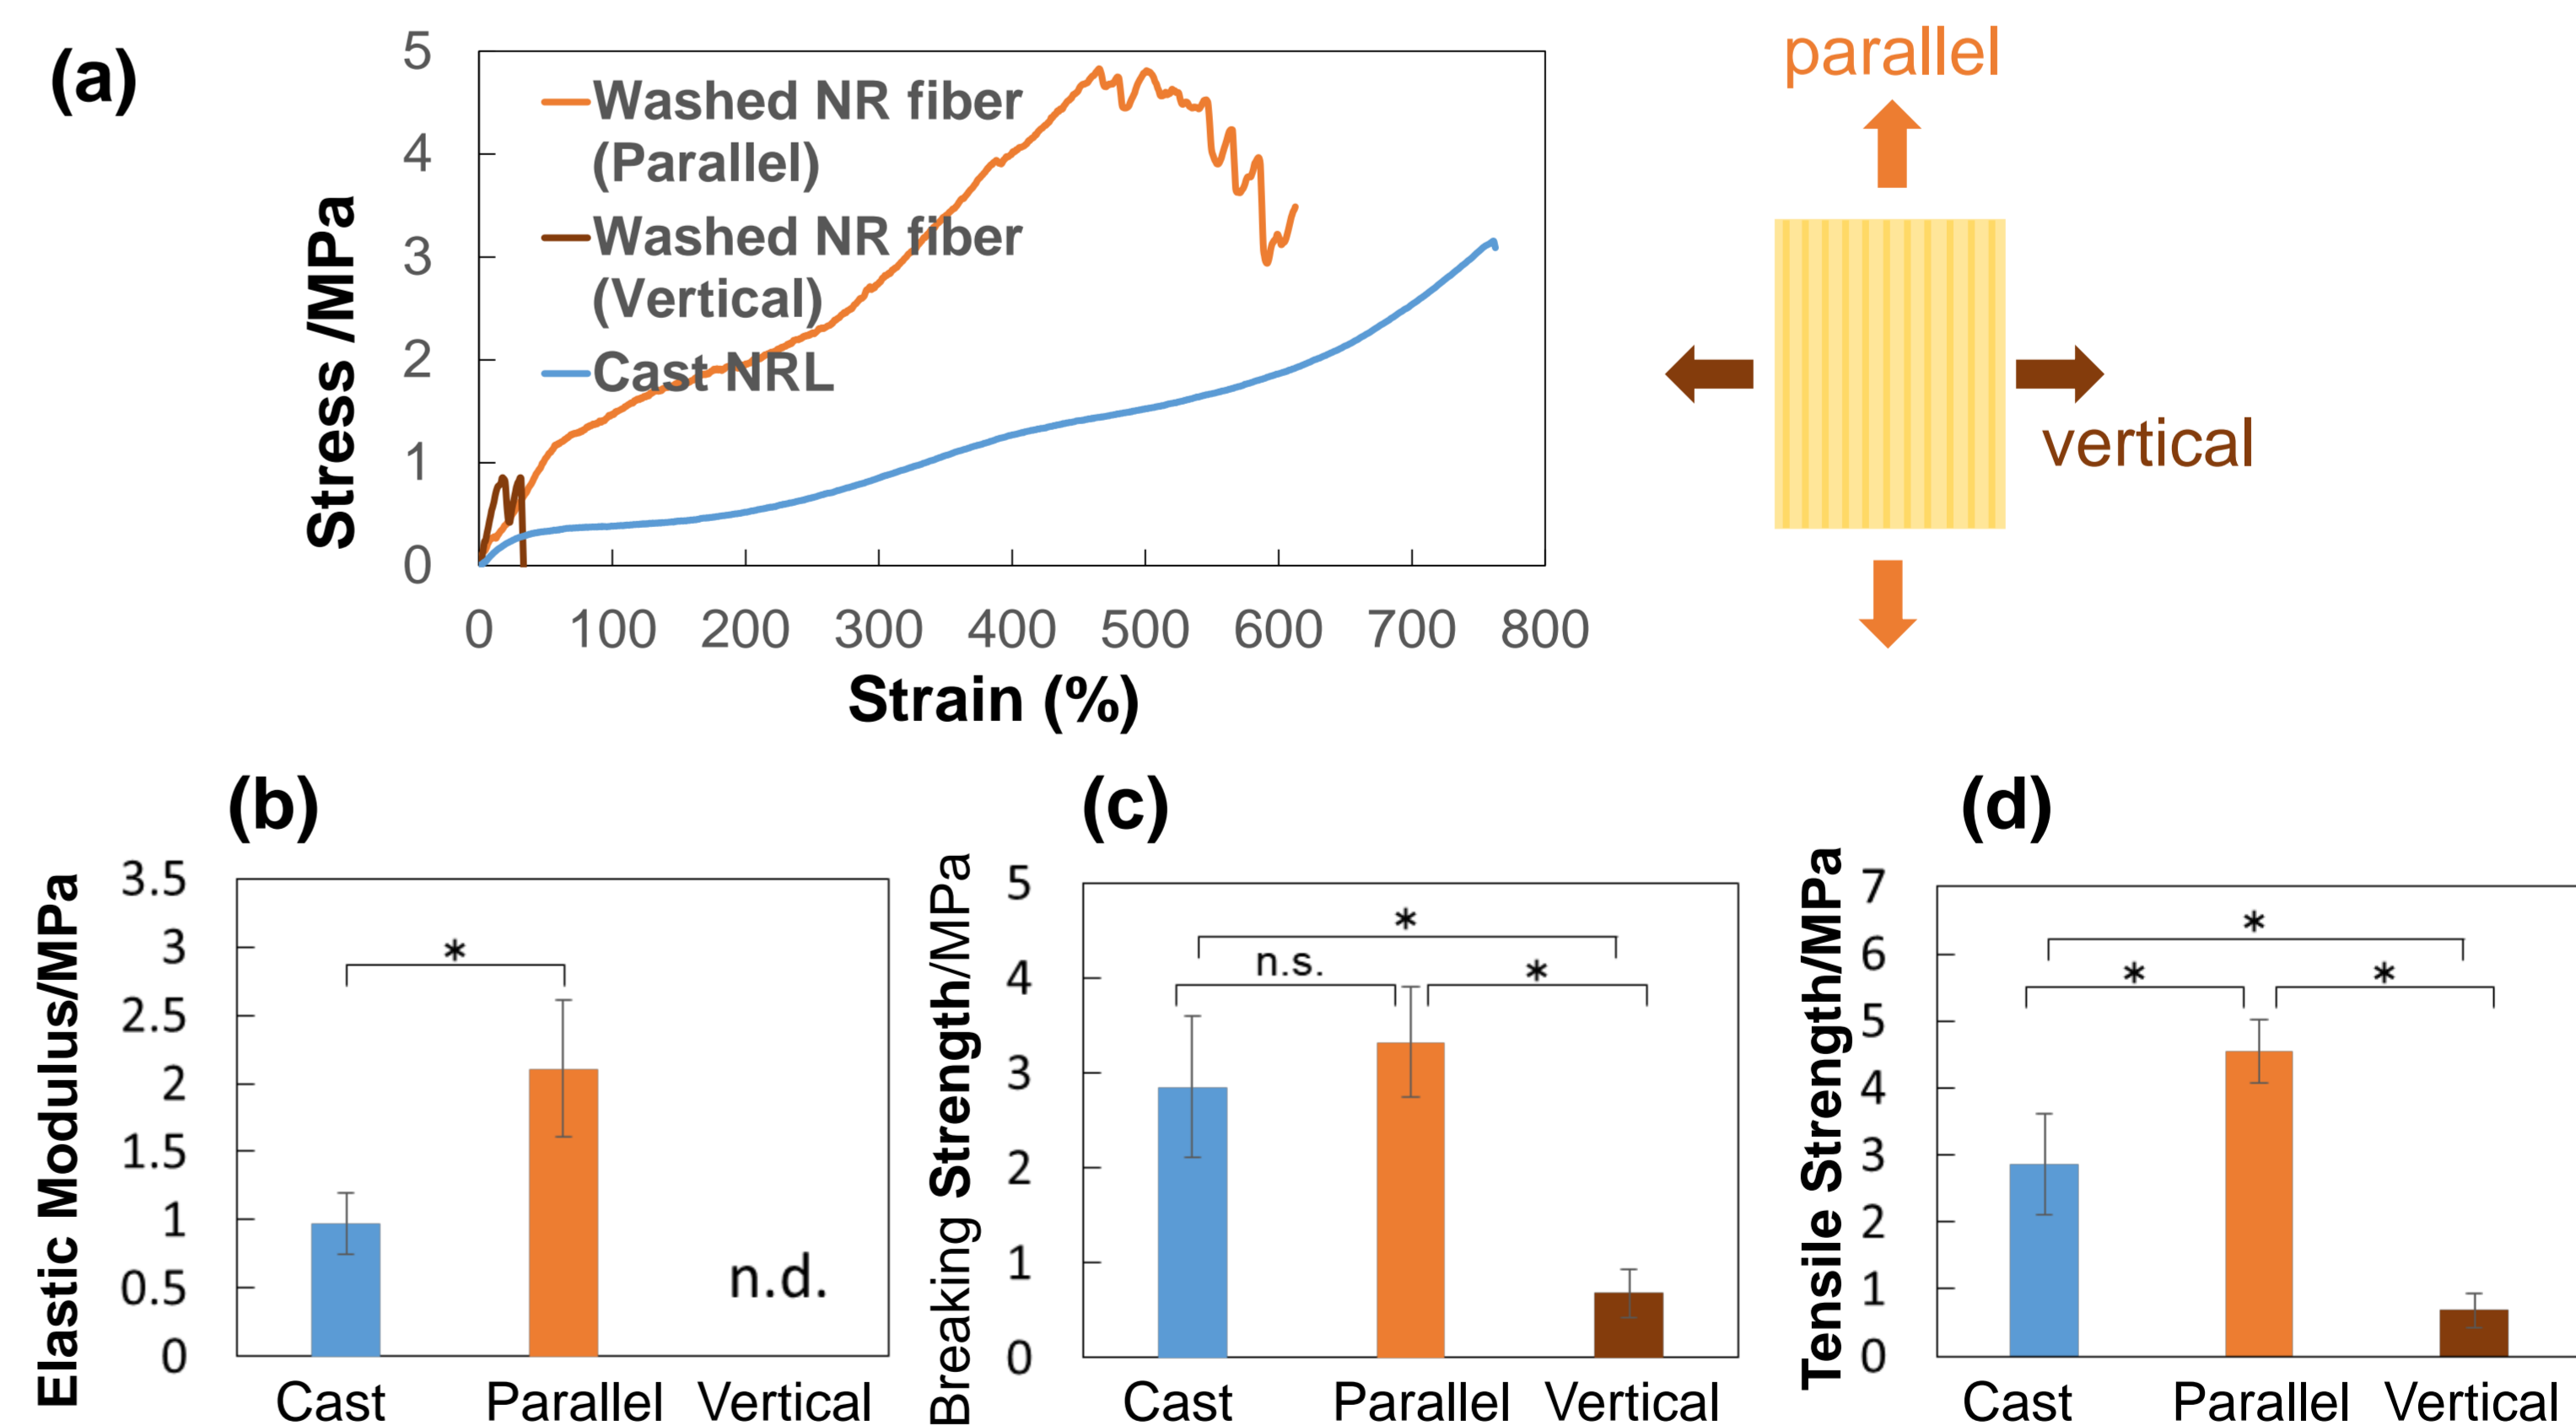 (a)
Stress /MPa
5
4
3
2
1
0
Washed NR fiber
(Parallel)
Washed NR fiber
(Vertical)
Cast NRL
0 100 200 300 400 500 600 700 800
Strain (%)
parallel
vertical
(b)
Elastic Modulus/MPa
3.5
3
2.5
2
1.5
1
0.5
0
*
n.d.
Cast Parallel Vertical
(c)
Breaking Strength/MPa
5
4
3
2
1
0
*
n.s.
*
Cast Parallel Vertical
(d)
Tensile Strength/MPa
7
6
5
4
3
2
1
0
*
* *
Cast Parallel Vertical